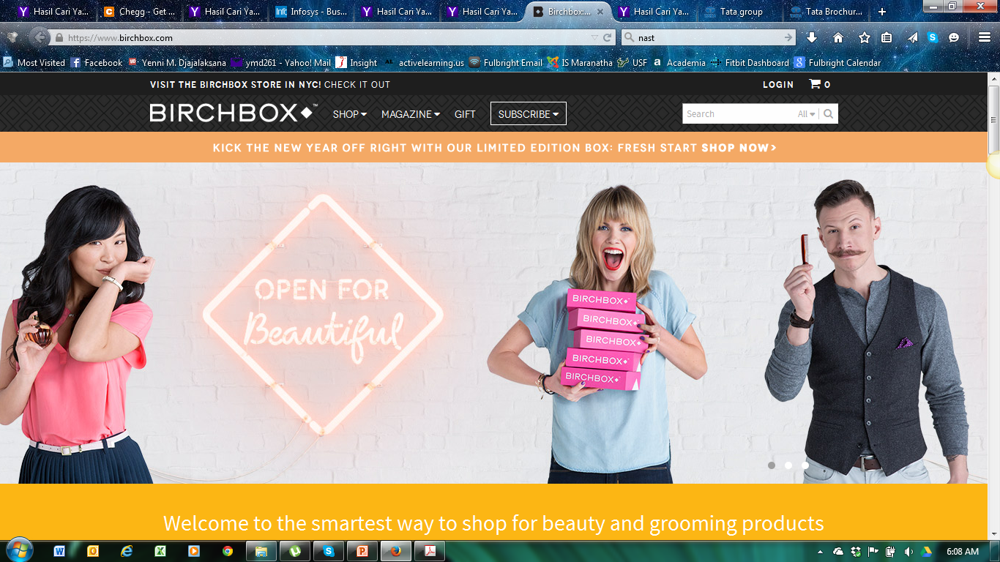 Hasil Cari Ya...
Chegg - Get ...
Hasil Cari Ya...
Infosys - Bus...
Hasil Cari Ya...
Hasil Cari Ya...
Birchbox:...
Hasil Cari Ya...
Tata group
Tata Brochur...
https://www.birchbox.com
nast
Most Visited
Facebook
Yenni M. Djajalaksana
ymd261 - Yahoo! Mail
Insight
activelearning.us
Fulbright Email
IS Maranatha
USF
Academia
Fitbit Dashboard
Fulbright Calendar
VISIT THE BIRCHBOX STORE IN NYC! CHECK IT OUT
LOGIN
0
BIRCHBOX™
SHOP
MAGAZINE
GIFT
SUBSCRIBE
Search
All
KICK THE NEW YEAR OFF RIGHT WITH OUR LIMITED EDITION BOX: FRESH START SHOP NOW >
OPEN FOR
Beautiful
BIRCHBOX
BIRCHBOX
BIRCHBOX
BIRCHBOX
BIRCHBOX
Welcome to the smartest way to shop for beauty and grooming products
6:08 AM